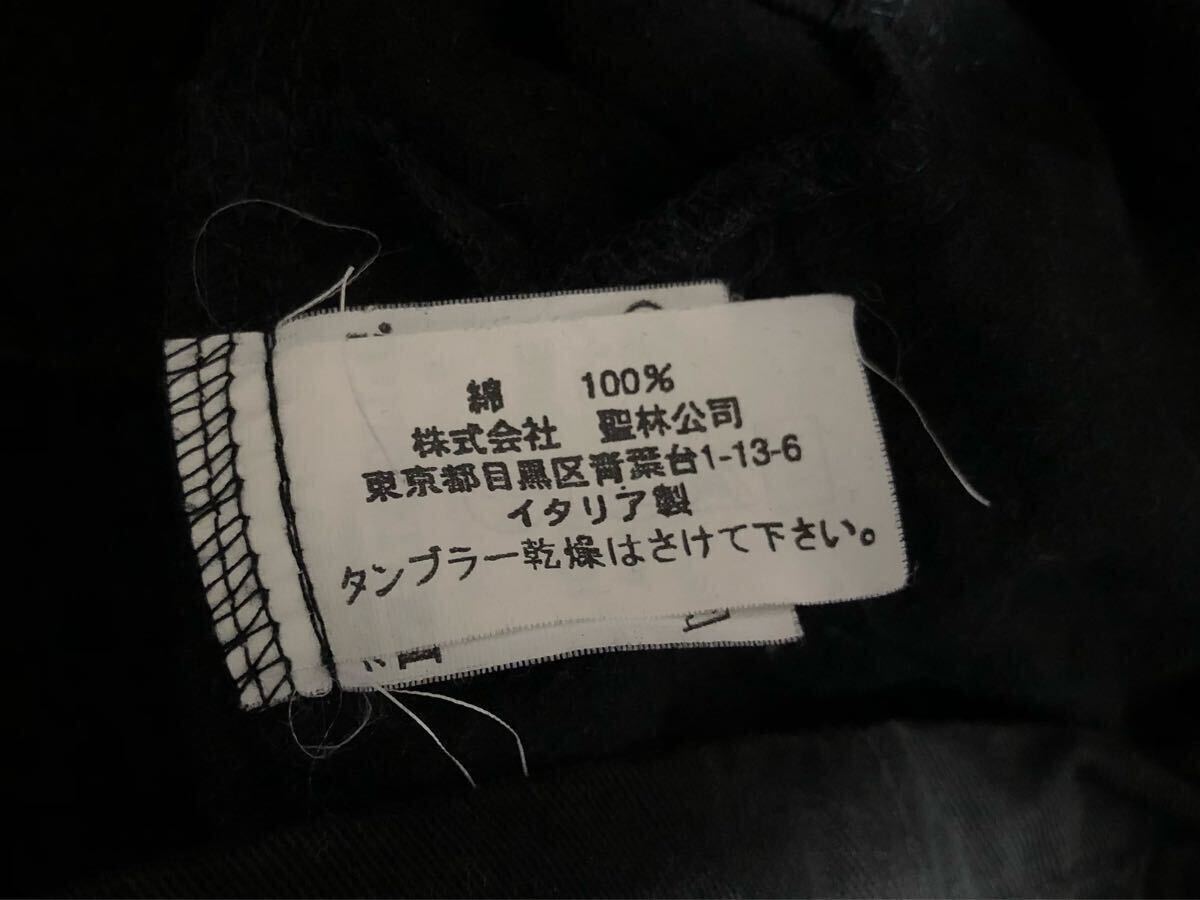 綿 100%
株式会社 聖林公司
東京都目黒区青葉台1-13-6
イタリア製
タンブラー乾燥はさけて下さい。